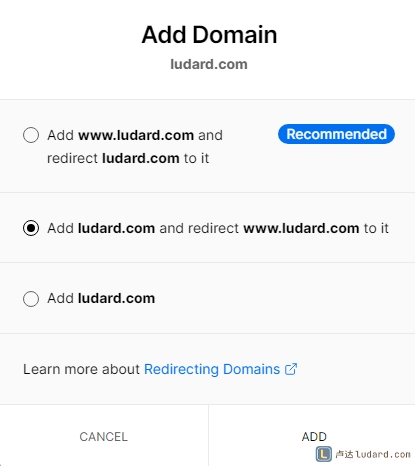 Add Domain
ludard.com
Add www.ludard.com and
redirect ludard.com to it
Recommended
Add ludard.com and redirect www.ludard.com to it
Add ludard.com
Learn more about Redirecting Domains
CANCEL
ADD
L 卢达 ludard.com